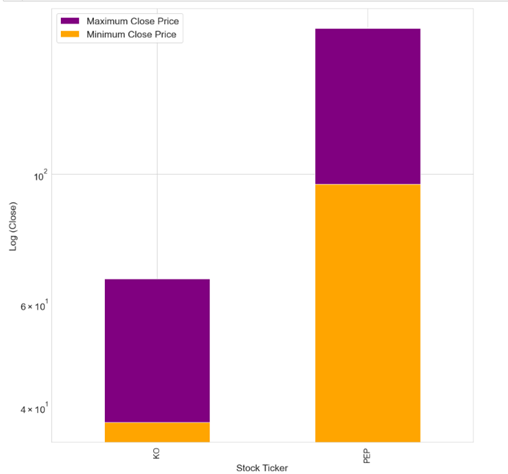 Maximum Close Price
Minimum Close Price
10²
6 × 10¹
4 × 10¹
Log (Close)
KO
PEP
Stock Ticker